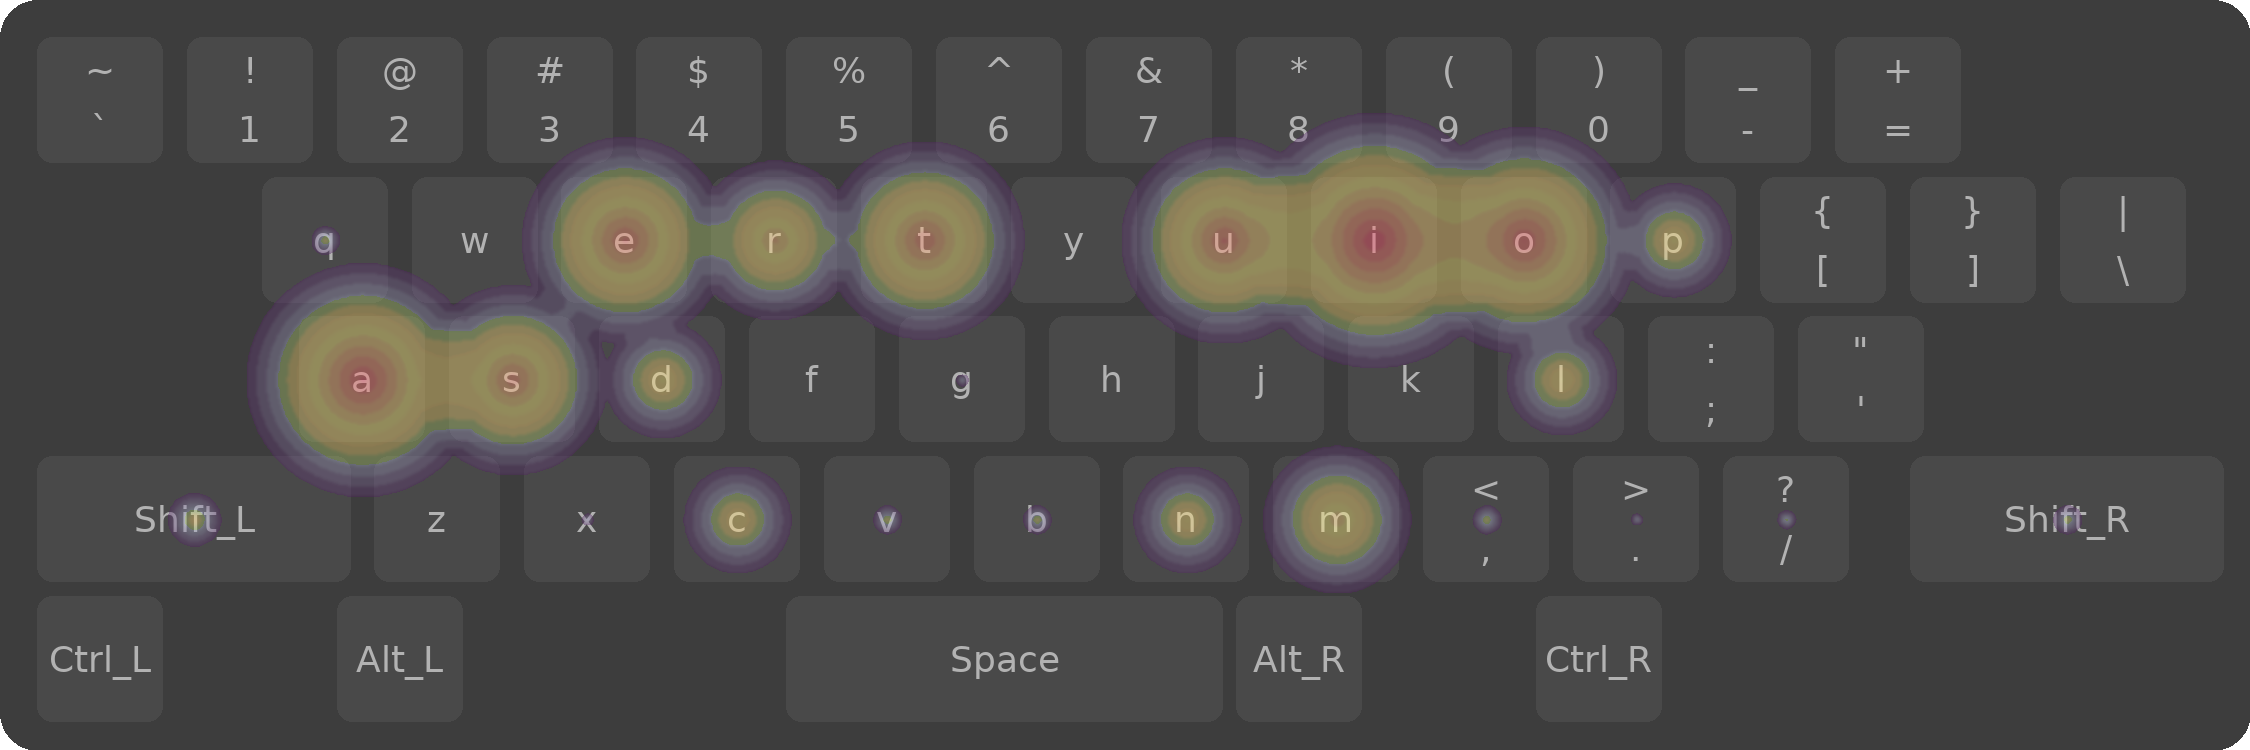 ~ ! @ # $ % ^ & * ( ) _ +
` 1 2 3 4 5 6 7 8 9 0 - =
q w e r t y u i o p { } |
[ ] \
a s d f g h j k l : "
; '
Shift_L z x c v b n m < > ? Shift_R
, . /
Ctrl_L Alt_L Space Alt_R Ctrl_R